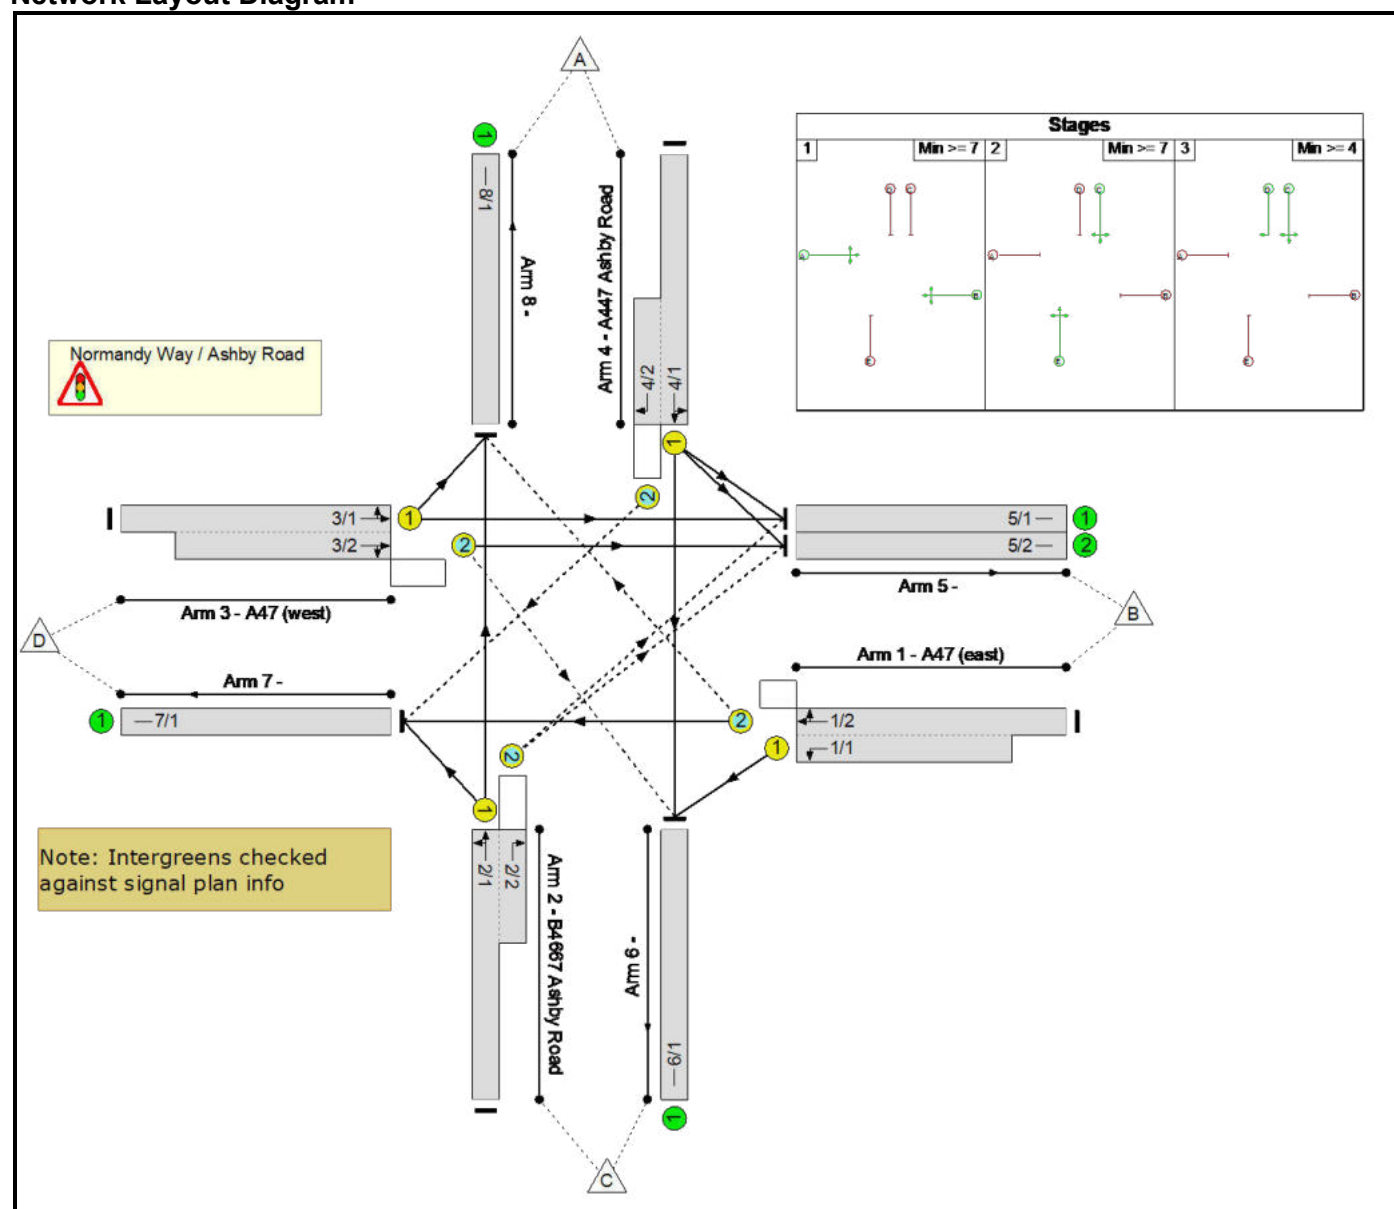 Network Layout Diagram
A
1
8/1
Arm 8 -
Arm 4 - A447 Ashby Road
4/2
4/1
1
2
Stages
1
Min >= 7
2
Min >= 7
3
Min >= 4
Normandy Way / Ashby Road
3/1
3/2
1
2
Arm 3 - A47 (west)
D
5/1
5/2
1
2
Arm 5 -
B
Arm 7 -
1
7/1
Arm 1 - A47 (east)
2
1/2
1
1/1
2
1
Note: Intergreens checked
against signal plan info
2/1
2/2
Arm 2 - B4667 Ashby Road
Arm 6 -
6/1
1
C